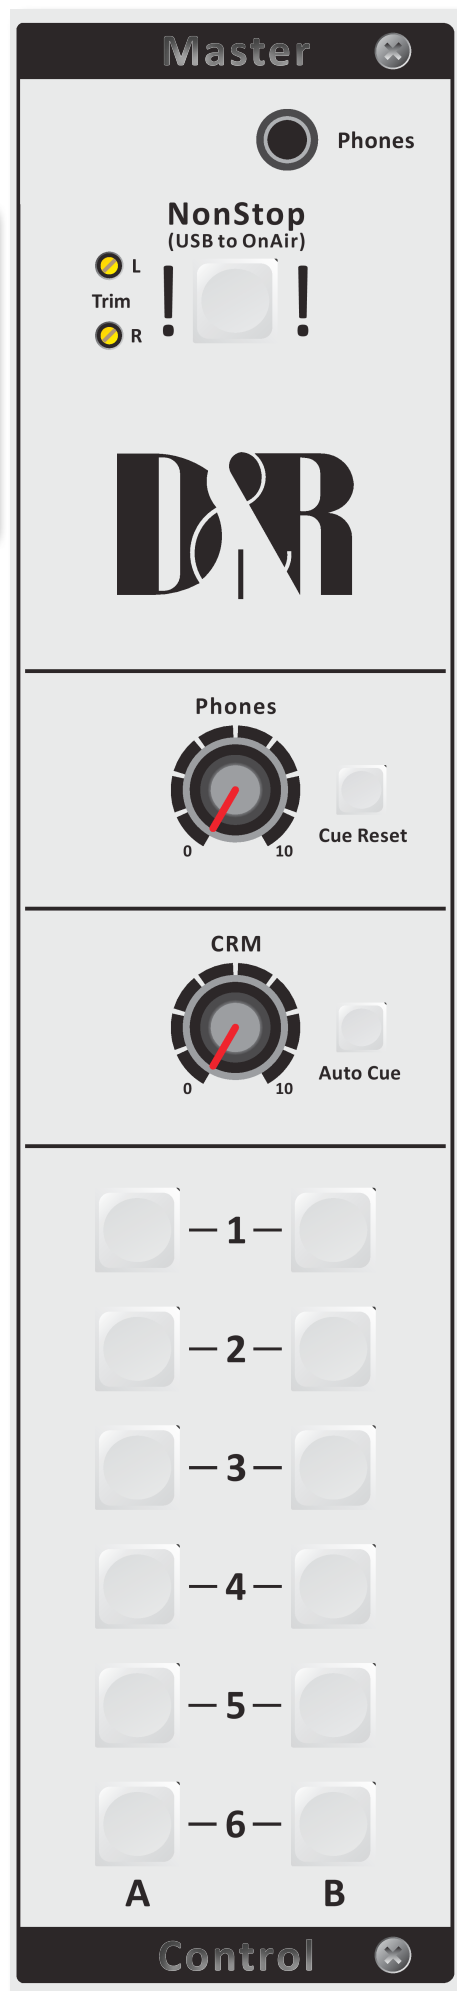 Master
Phones
NonStop
(USB to OnAir)
L
Trim
R
! !
D&R
Phones
0 10
Cue Reset
CRM
0 10
Auto Cue
1
2
3
4
5
6
A B
Control